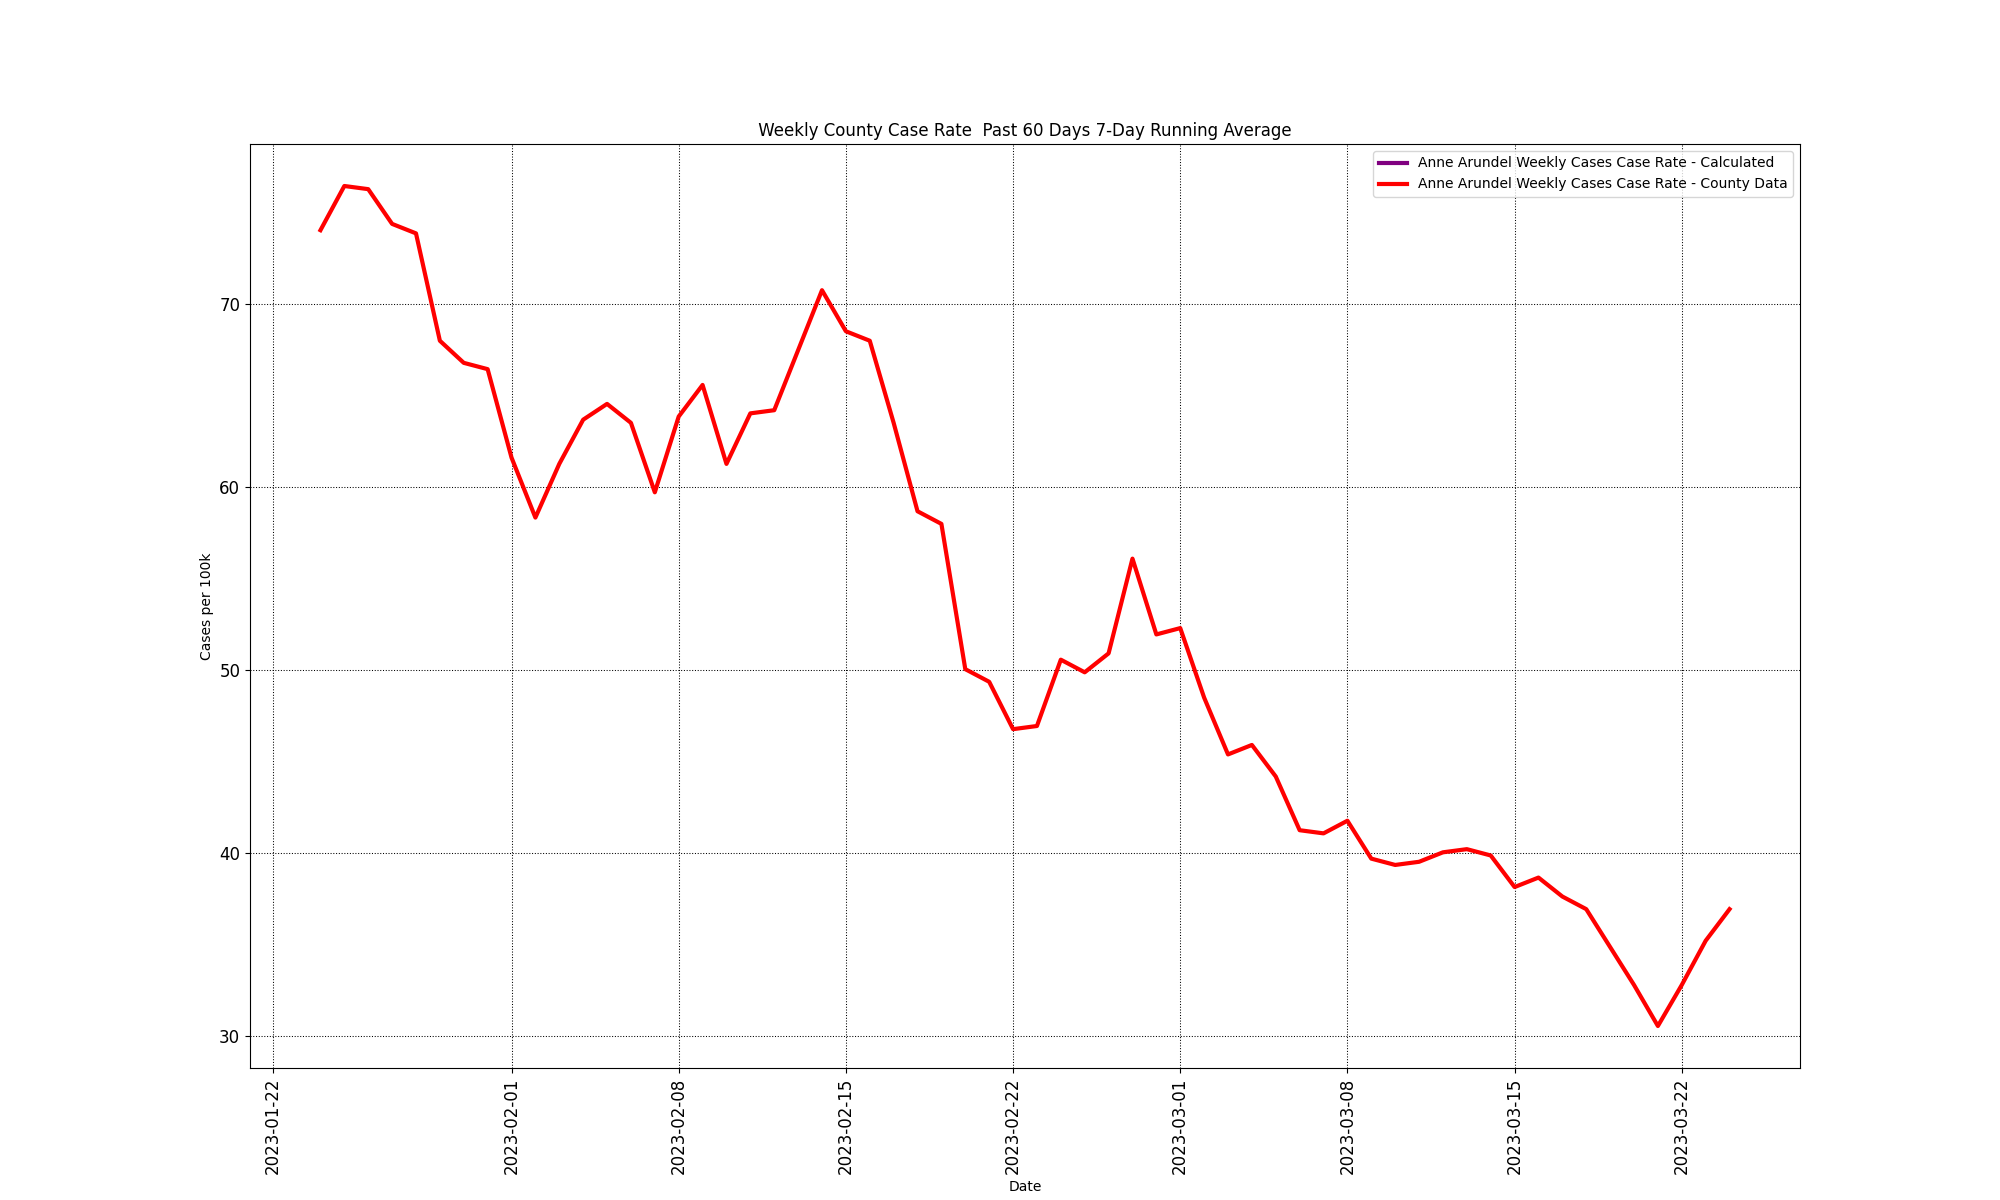 Weekly County Case Rate  Past 60 Days 7-Day Running Average
Anne Arundel Weekly Cases Case Rate - Calculated
Anne Arundel Weekly Cases Case Rate - County Data
70
60
50
40
30
Cases per 100k
2023-01-22
2023-02-01
2023-02-08
2023-02-15
2023-02-22
2023-03-01
2023-03-08
2023-03-15
2023-03-22
Date